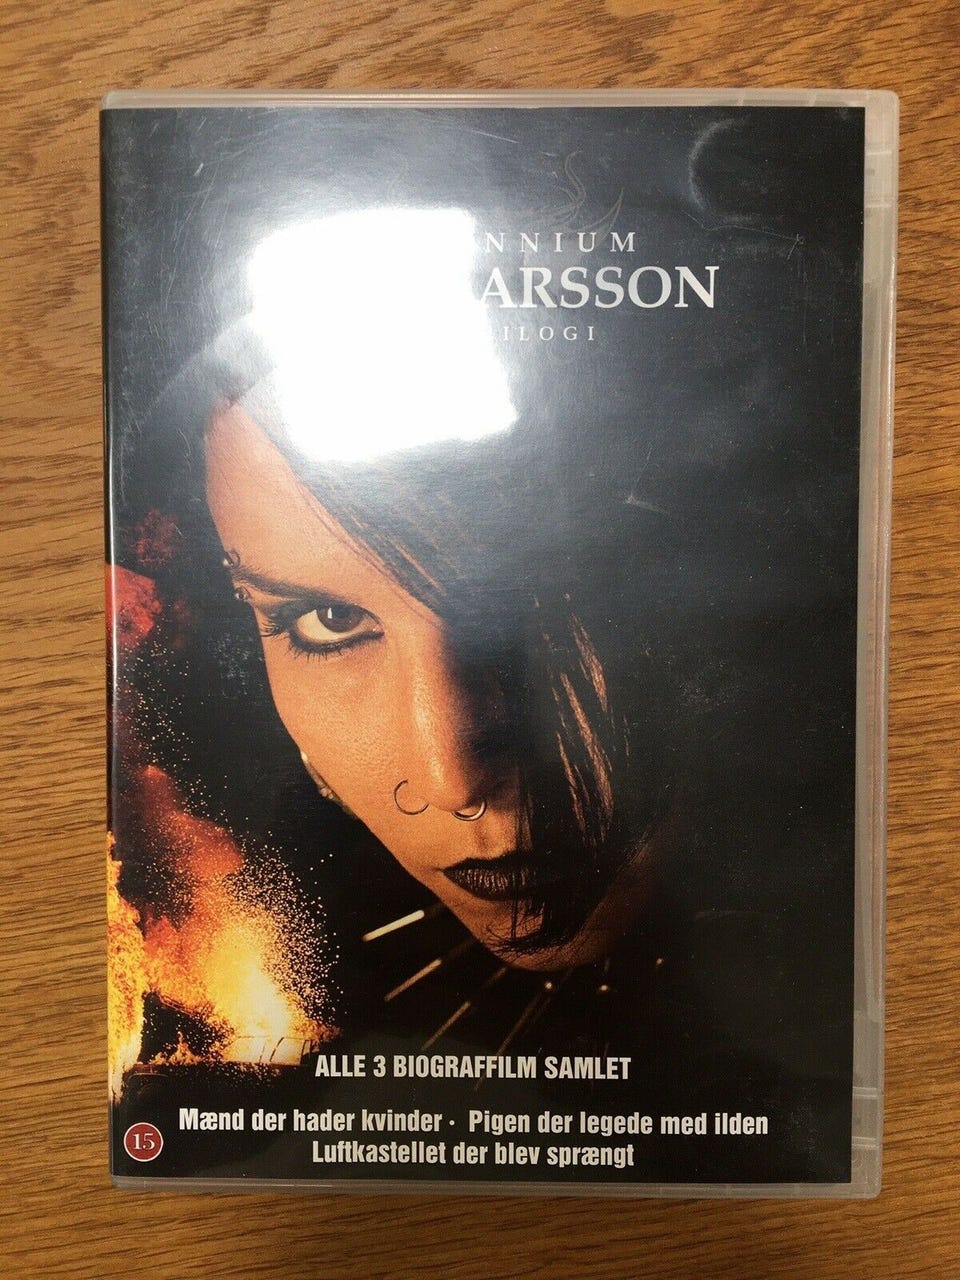 NNIUM
ARSSON
ILOGI
ALLE 3 BIOGRAFFILM SAMLET
Mænd der hader kvinder · Pigen der legede med ilden
15
Luftkastellet der blev sprængt